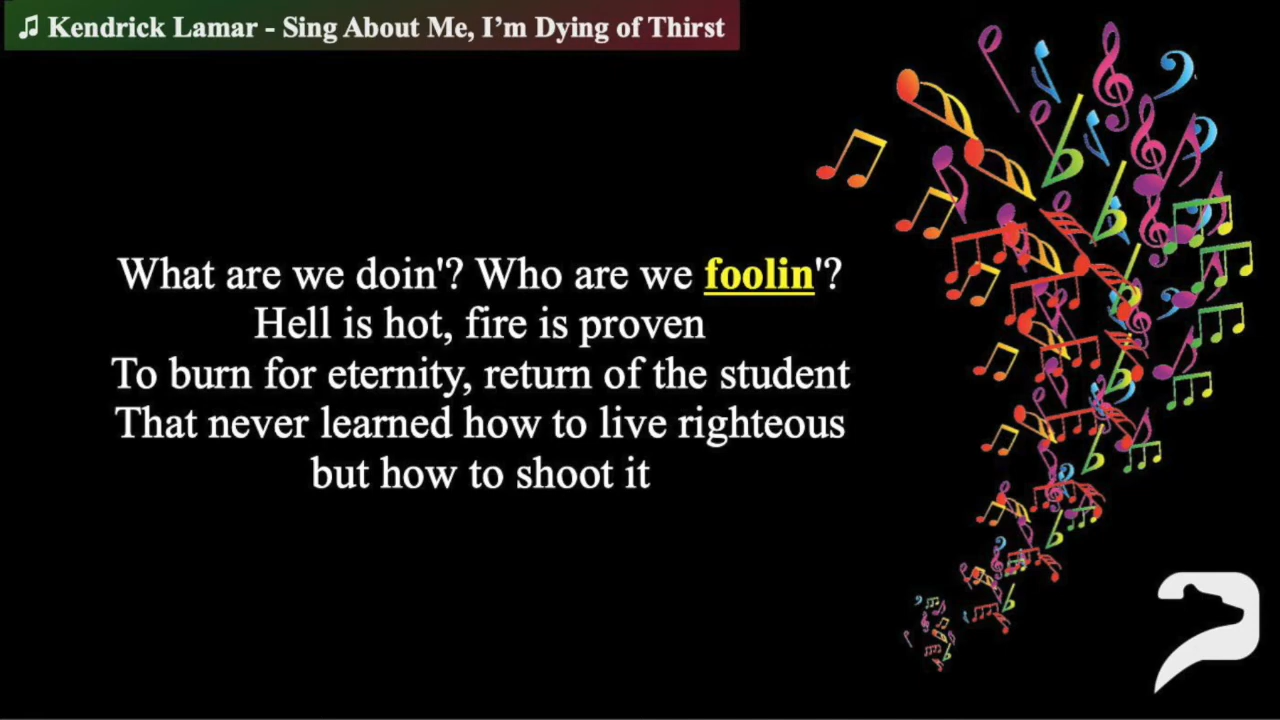 ♫ Kendrick Lamar - Sing About Me, I’m Dying of Thirst
What are we doin'? Who are we foolin'?
Hell is hot, fire is proven
To burn for eternity, return of the student
That never learned how to live righteous
but how to shoot it